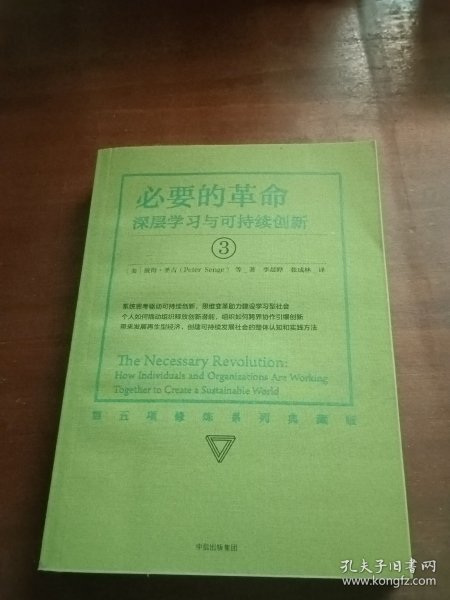 必要的革命
深层学习与可持续创新
3
[美]彼得·圣吉(Peter Senge) 等 著 李晨晔 张成林 译
系统思考驱动可持续创新，思维变革助力建设学习型社会
个人如何撬动组织释放创新潜能，组织如何跨界协作引爆创新
带来发展再生型经济、创建可持续发展社会的整体认知和实践方法
The Necessary Revolution:
How Individuals and Organizations Are Working
Together to Create a Sustainable World
第五项修炼系列典藏版
中信出版集团
孔夫子旧书网
www.kongfz.com